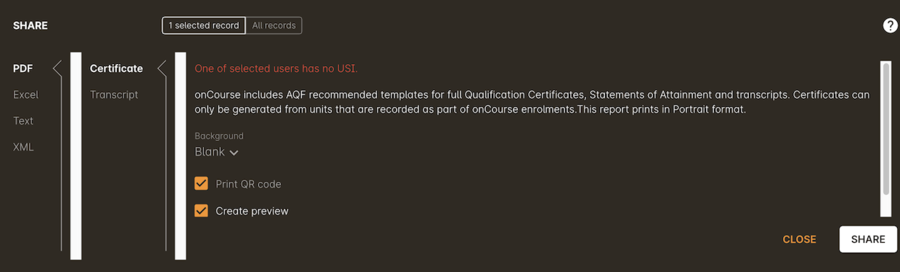 SHARE
1 selected record
All records
?
PDF
Excel
Text
XML
Certificate
Transcript
One of selected users has no USI.
onCourse includes AQF recommended templates for full Qualification Certificates, Statements of Attainment and transcripts. Certificates can
only be generated from units that are recorded as part of onCourse enrolments.This report prints in Portrait format.
Background
Blank
Print QR code
Create preview
CLOSE
SHARE